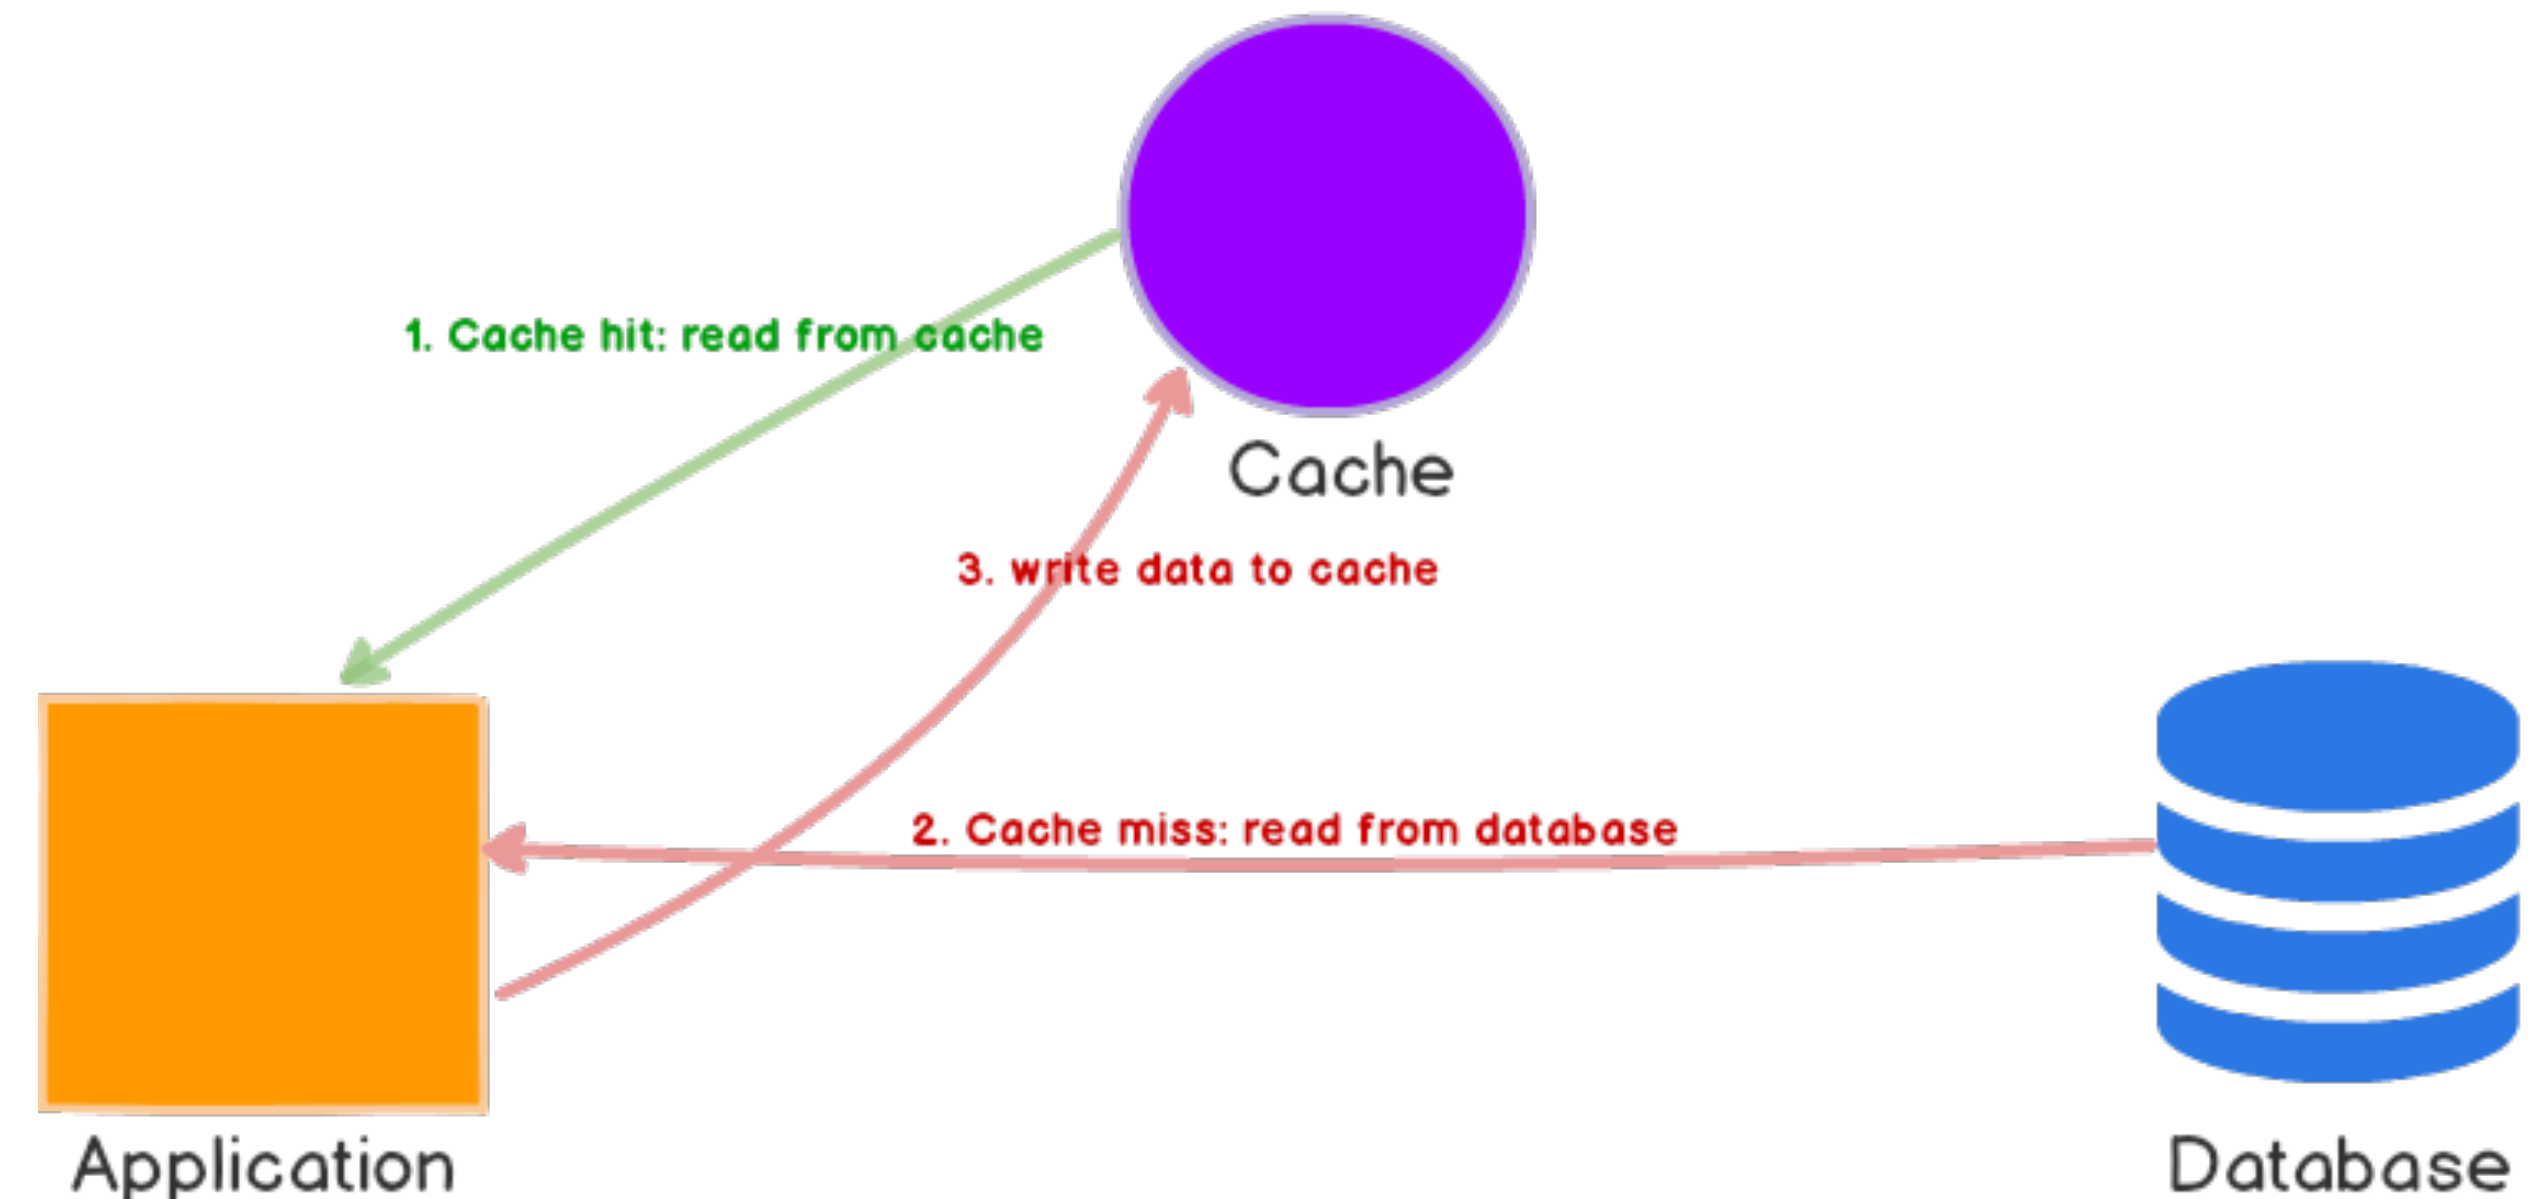 1. Cache hit: read from cache
Cache
3. write data to cache
2. Cache miss: read from database
Application
Database